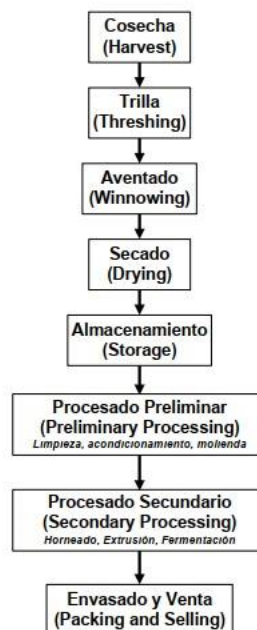 Cosecha
(Harvest)
Trilla
(Threshing)
Aventado
(Winnowing)
Secado
(Drying)
Almacenamiento
(Storage)
Procesado Preliminar
(Preliminary Processing)
Limpieza, acondicionamiento, molienda
Procesado Secundario
(Secondary Processing)
Horneado, Extrusión, Fermentación
Envasado y Venta
(Packing and Selling)